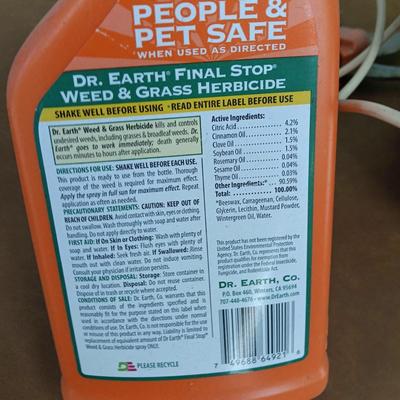 PEOPLE &
PET SAFE
WHEN USED AS DIRECTED
DR. EARTH® FINAL STOP®
WEED & GRASS HERBICIDE
SHAKE WELL BEFORE USING • READ ENTIRE LABEL BEFORE USE
Dr. Earth® Weed & Grass Herbicide kills and controls
undesired weeds, including grasses & broadleaf weeds. Dr.
Earth® goes to work immediately; death generally
occurs minutes to hours after application.
DIRECTIONS FOR USE: SHAKE WELL BEFORE EACH USE.
This product is ready to use from the bottle. Thorough
coverage of the weed is required for maximum effect.
Apply the spray in full sun for maximum effect. Repeat
application as often as needed.
PRECAUTIONARY STATEMENTS. CAUTION: KEEP OUT OF
REACH OF CHILDREN. Avoid contact with skin, eyes or clothing.
Do not swallow. Wash thoroughly with soap and water after
handling. Do not apply directly to water.
FIRST AID: If On Skin or Clothing: Wash with plenty of
soap and water. If In Eyes: Flush eyes with plenty of
water. If Inhaled: Seek fresh air. If Swallowed: Rinse
mouth out with clean water. Do not induce vomiting.
Consult your physician if irritation persists.
STORAGE AND DISPOSAL: Storage: Store container in
a cool dry location. Disposal: Do not reuse container.
Dispose of in trash or recycle where accepted.
CONDITIONS OF SALE: Dr. Earth Co. warrants that this
product consists of the ingredients specified and is
reasonably fit for the purpose stated on this label when
used in accordance with the directions under normal
conditions of use. Dr. Earth, Co. is not responsible for the use
or misuse of this product in any way. Liability is limited to
replacement of equivalent amount of Dr Earth® Final Stop®
Weed & Grass Herbicide spray ONLY.
PLEASE RECYCLE
Active Ingredients:
Citric Acid 4.2%
Cinnamon Oil 2.1%
Clove Oil 1.5%
Soybean Oil 1.5%
Rosemary Oil 0.04%
Sesame Oil 0.04%
Thyme Oil 0.03%
Other Ingredients:* 90.59%
Total: 100.00%
*Beeswax, Carrageenan, Cellulose,
Glycerin, Lecithin, Mustard Powder,
Wintergreen Oil, Water.
This product has not been registered by the
United States Environmental Protection
Agency. Dr. Earth Co. represents that this
product qualifies for exemption from
registration under the Federal Insecticide,
Fungicide, and Rodenticide Act.
DR. EARTH, CO.
P.O. Box 460, Winters, CA 95694
707-448-4676 • www.DrEarth.com
7 49688 64921 6